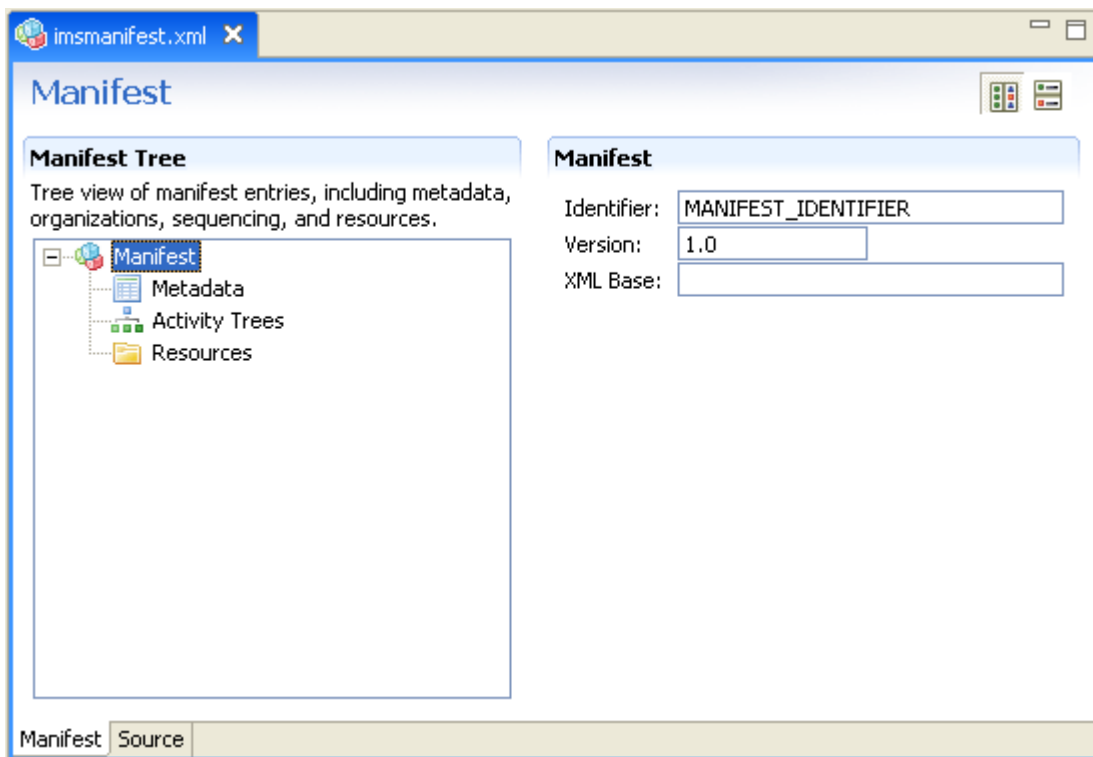 imsmanifest.xml
Manifest
Manifest Tree
Tree view of manifest entries, including metadata,
organizations, sequencing, and resources.
Manifest
Metadata
Activity Trees
Resources
Manifest
Identifier: MANIFEST_IDENTIFIER
Version: 1.0
XML Base:
Manifest Source